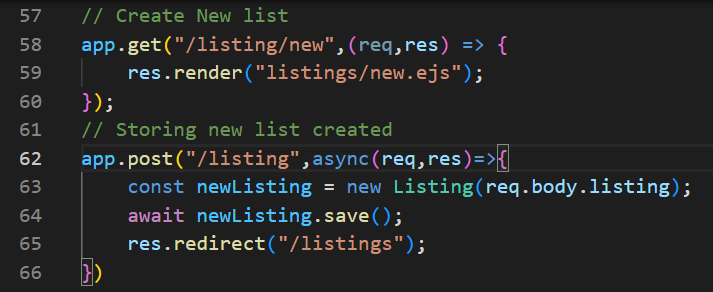 57 // Create New list
58 app.get("/listing/new",(req,res) => {
59 res.render("listings/new.ejs");
60 });
61 // Storing new list created
62 app.post("/listing",async(req,res)=>{
63 const newListing = new Listing(req.body.listing);
64 await newListing.save();
65 res.redirect("/listings");
66 })